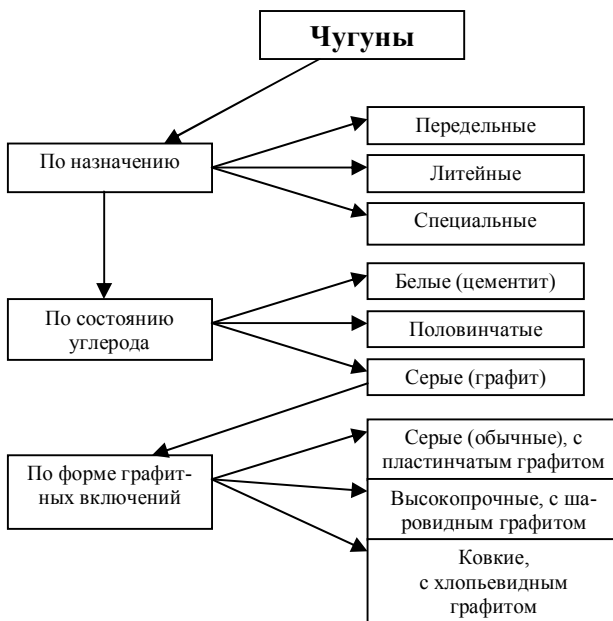 Чугуны
По назначению
Передельные
Литейные
Специальные
По состоянию
углерода
Белые (цементит)
Половинчатые
Серые (графит)
По форме графит-
ных включений
Серые (обычные), с
пластинчатым графитом
Высокопрочные, с ша-
ровидным графитом
Ковкие,
с хлопьевидным
графитом